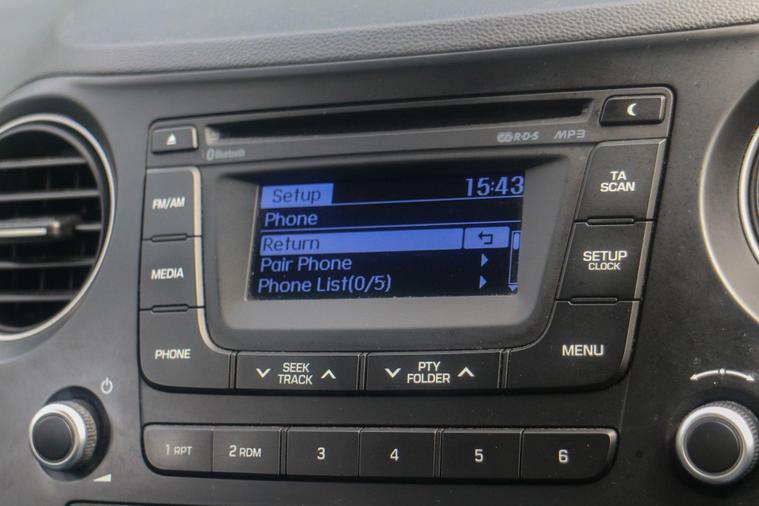 Bluetooth
R·D·S MP3
FM/AM
MEDIA
PHONE
Setup 15:43
Phone
Return
Pair Phone
Phone List(0/5)
TA
SCAN
SETUP
CLOCK
MENU
SEEK
TRACK
PTY
FOLDER
1 RPT
2 RDM
3
4
5
6